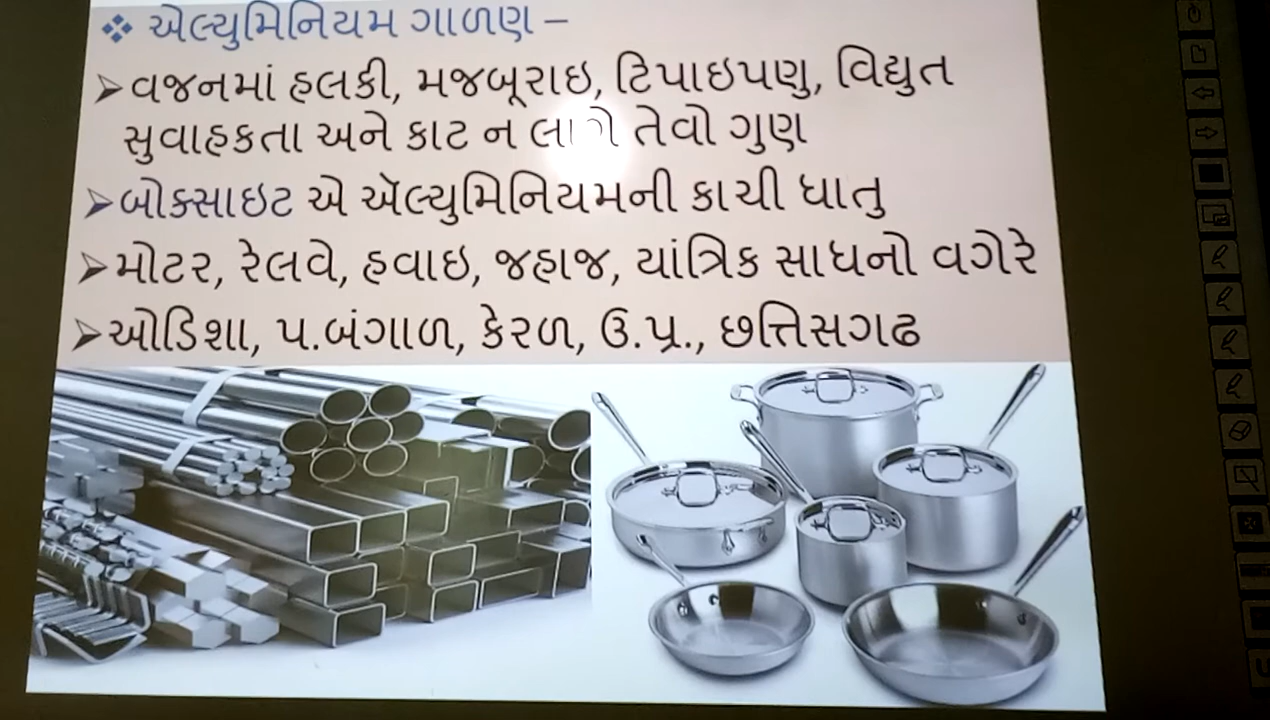 ❖ એલ્યુમિનિયમ ગાળણ –
➢ વજનમાં હલકી, મજબૂરાઇ, ટિપાઇપણુ, વિદ્યુત
સુવાહકતા અને કાટ ન લાગે તેવો ગુણ
➢ બોક્સાઇટ એ ઍલ્યુમિનિયમની કાચી ધાતુ
➢ મોટર, રેલવે, હવાઇ, જહાજ, યાંત્રિક સાધનો વગેરે
➢ ઓડિશા, પ.બંગાળ, કેરળ, ઉ.પ્ર., છત્તિસગઢ